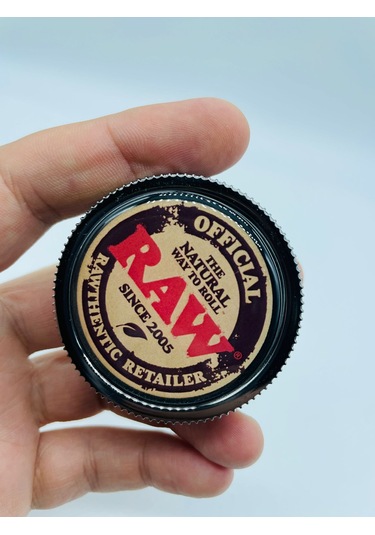 OFFICIAL
THE
NATURAL
WAY TO ROLL
RAW®
SINCE 2005
RAWTHENTIC RETAILER